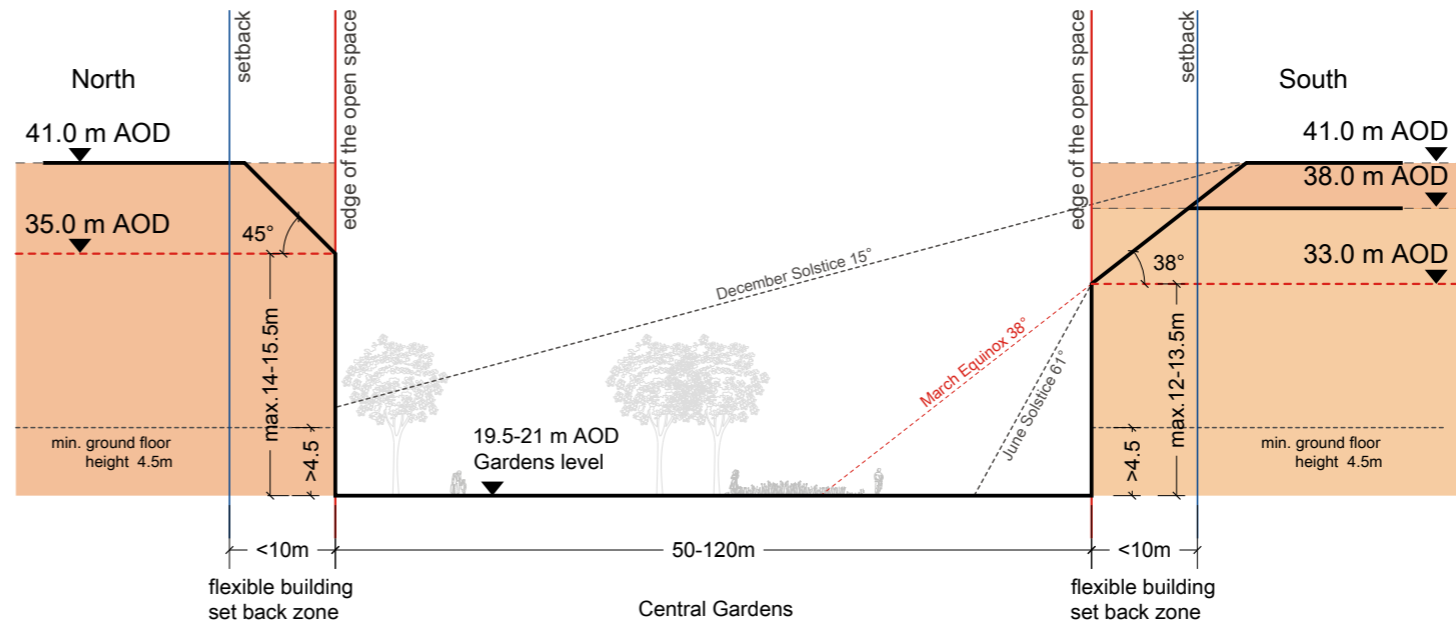 setback
edge of the open space
edge of the open space
setback
North
South
41.0 m AOD
41.0 m AOD
38.0 m AOD
35.0 m AOD
45°
33.0 m AOD
38°
December Solstice 15°
March Equinox 38°
June Solstice 61°
max.14-15.5m
max.12-13.5m
min. ground floor
height 4.5m
>4.5
19.5-21 m AOD
Gardens level
>4.5
min. ground floor
height 4.5m
<10m
50-120m
<10m
flexible building
set back zone
Central Gardens
flexible building
set back zone